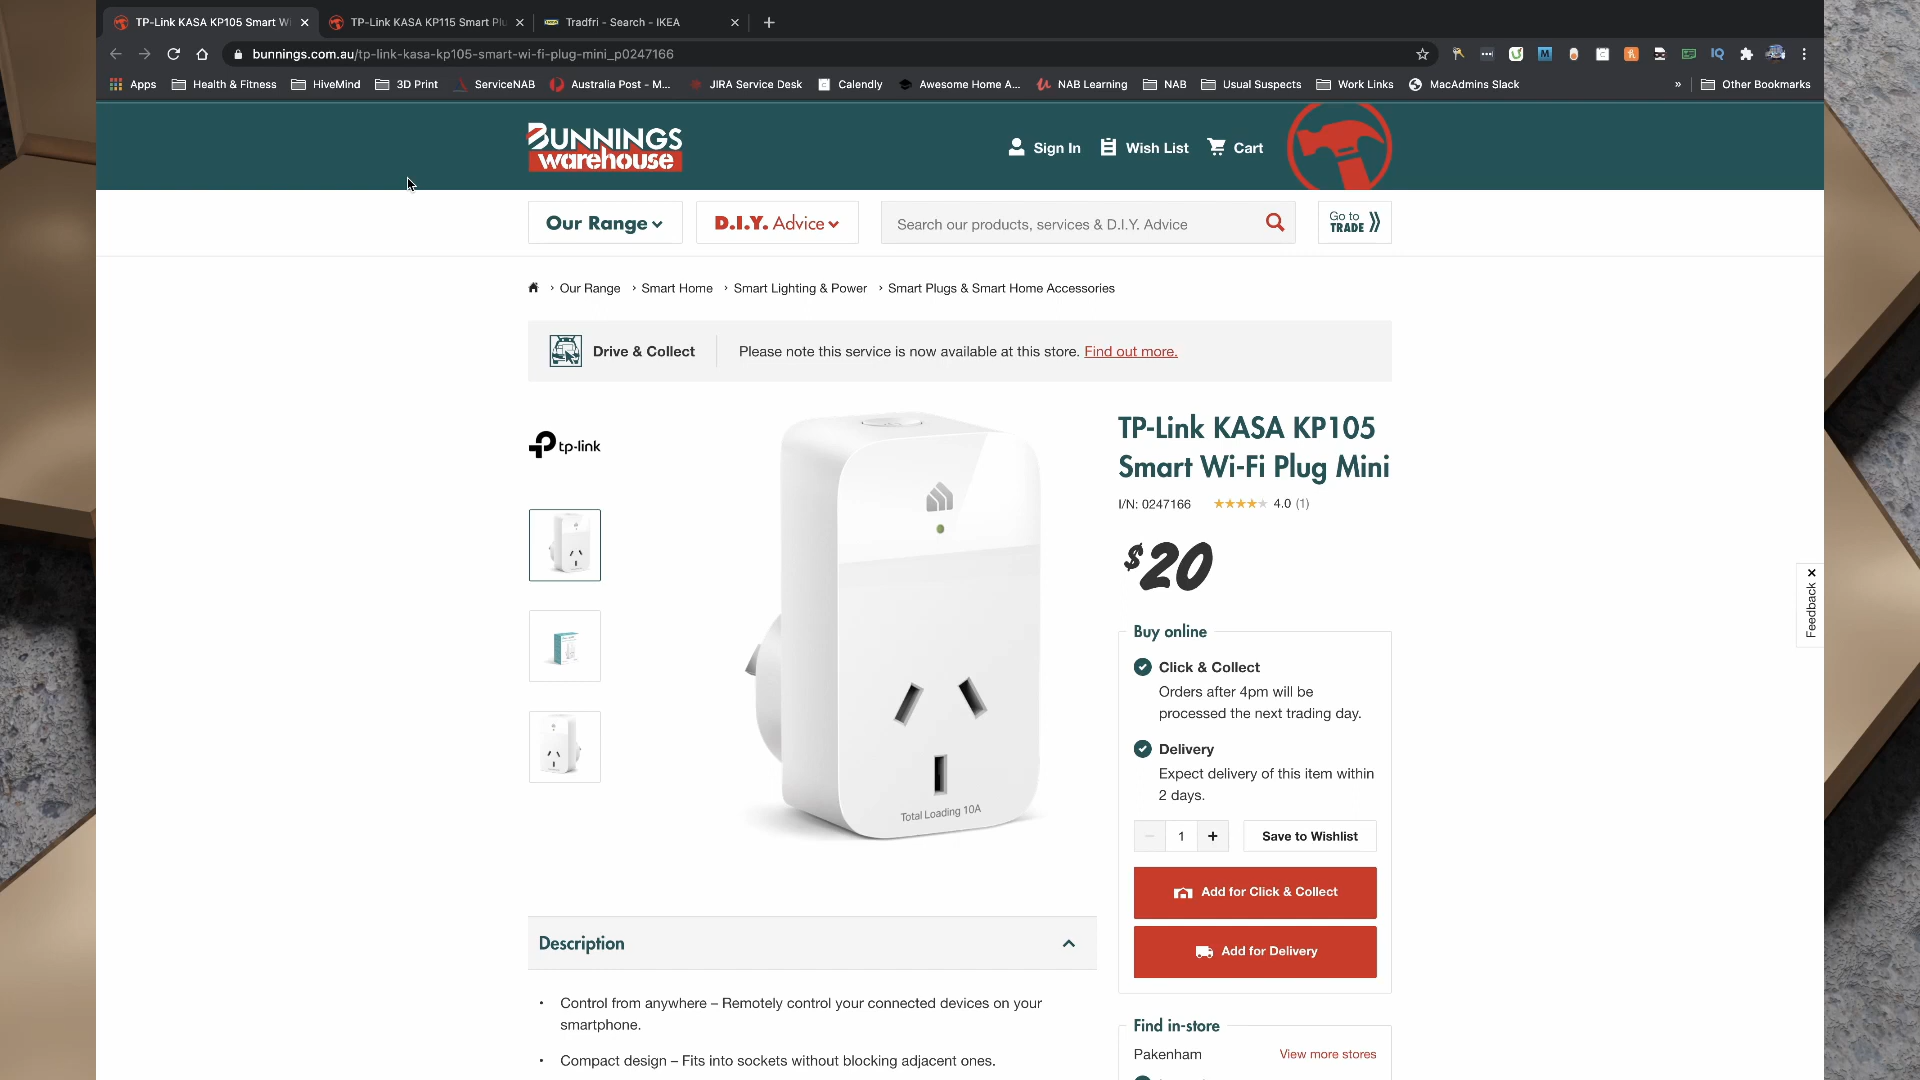 TP-Link KASA KP105 Smart Wi
TP-Link KASA KP115 Smart Plu
Tradfri - Search - IKEA
bunnings.com.au/tp-link-kasa-kp105-smart-wi-fi-plug-mini_p0247166
Apps
Health & Fitness
HiveMind
3D Print
ServiceNAB
Australia Post - M...
JIRA Service Desk
Calendly
Awesome Home A...
NAB Learning
NAB
Usual Suspects
Work Links
MacAdmins Slack
»
Other Bookmarks
BUNNINGS
warehouse
Sign In
Wish List
Cart
Our Range
D.I.Y. Advice
Search our products, services & D.I.Y. Advice
Go to
TRADE
› Our Range › Smart Home › Smart Lighting & Power › Smart Plugs & Smart Home Accessories
Drive & Collect
Please note this service is now available at this store. Find out more.
tp-link
Total Loading 10A
TP-Link KASA KP105
Smart Wi-Fi Plug Mini
I/N: 0247166
4.0 (1)
$20
Buy online
Click & Collect
Orders after 4pm will be
processed the next trading day.
Delivery
Expect delivery of this item within
2 days.
− 1 +
Save to Wishlist
Add for Click & Collect
Add for Delivery
Find in-store
Pakenham
View more stores
Feedback ×
Description
• Control from anywhere – Remotely control your connected devices on your
smartphone.
• Compact design – Fits into sockets without blocking adjacent ones.